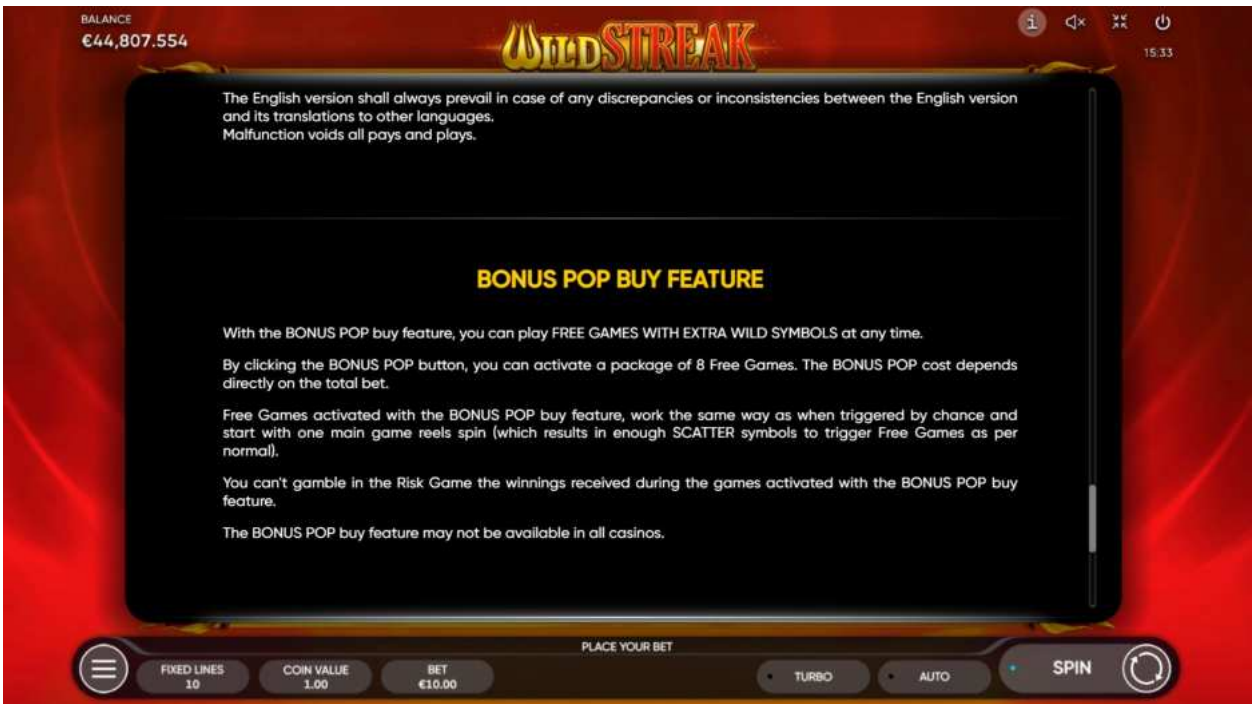 BALANCE
€44,807.554
WILDSTREAK
15:33
The English version shall always prevail in case of any discrepancies or inconsistencies between the English version
and its translations to other languages.
Malfunction voids all pays and plays.
BONUS POP BUY FEATURE
With the BONUS POP buy feature, you can play FREE GAMES WITH EXTRA WILD SYMBOLS at any time.
By clicking the BONUS POP button, you can activate a package of 8 Free Games. The BONUS POP cost depends
directly on the total bet.
Free Games activated with the BONUS POP buy feature, work the same way as when triggered by chance and
start with one main game reels spin (which results in enough SCATTER symbols to trigger Free Games as per
normal).
You can't gamble in the Risk Game the winnings received during the games activated with the BONUS POP buy
feature.
The BONUS POP buy feature may not be available in all casinos.
PLACE YOUR BET
FIXED LINES
10
COIN VALUE
1.00
BET
€10.00
TURBO
AUTO
SPIN